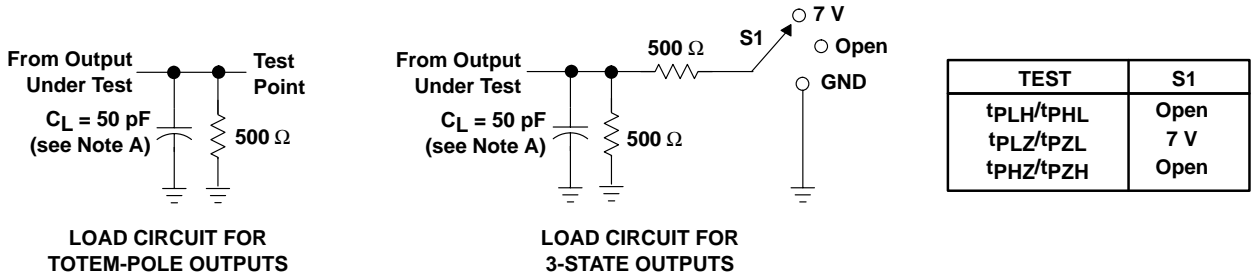 From Output
Under Test
Test
Point
CL = 50 pF
(see Note A)
500 Ω
LOAD CIRCUIT FOR
TOTEM-POLE OUTPUTS
From Output
Under Test
500 Ω
S1
7 V
Open
GND
CL = 50 pF
(see Note A)
500 Ω
LOAD CIRCUIT FOR
3-STATE OUTPUTS
TEST S1
tPLH/tPHL Open
tPLZ/tPZL 7 V
tPHZ/tPZH Open